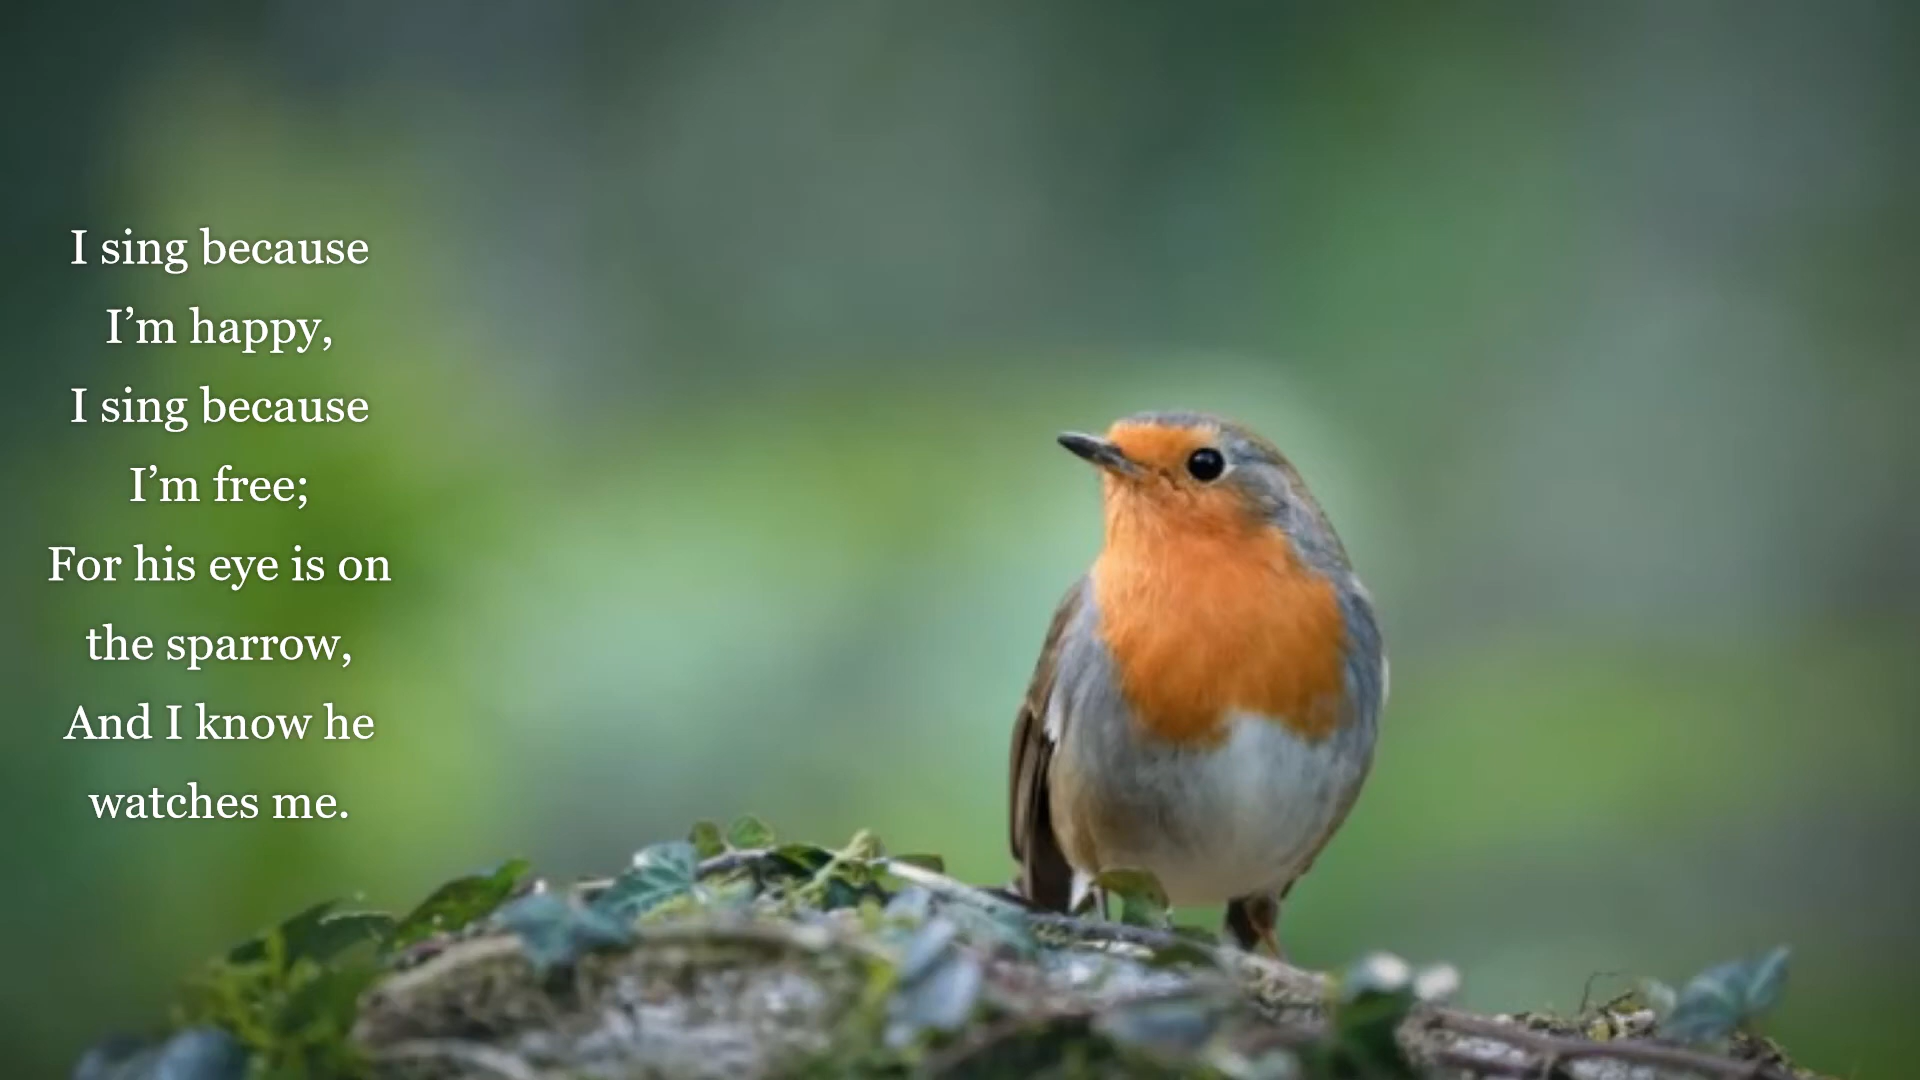 I sing because
I’m happy,
I sing because
I’m free;
For his eye is on
the sparrow,
And I know he
watches me.